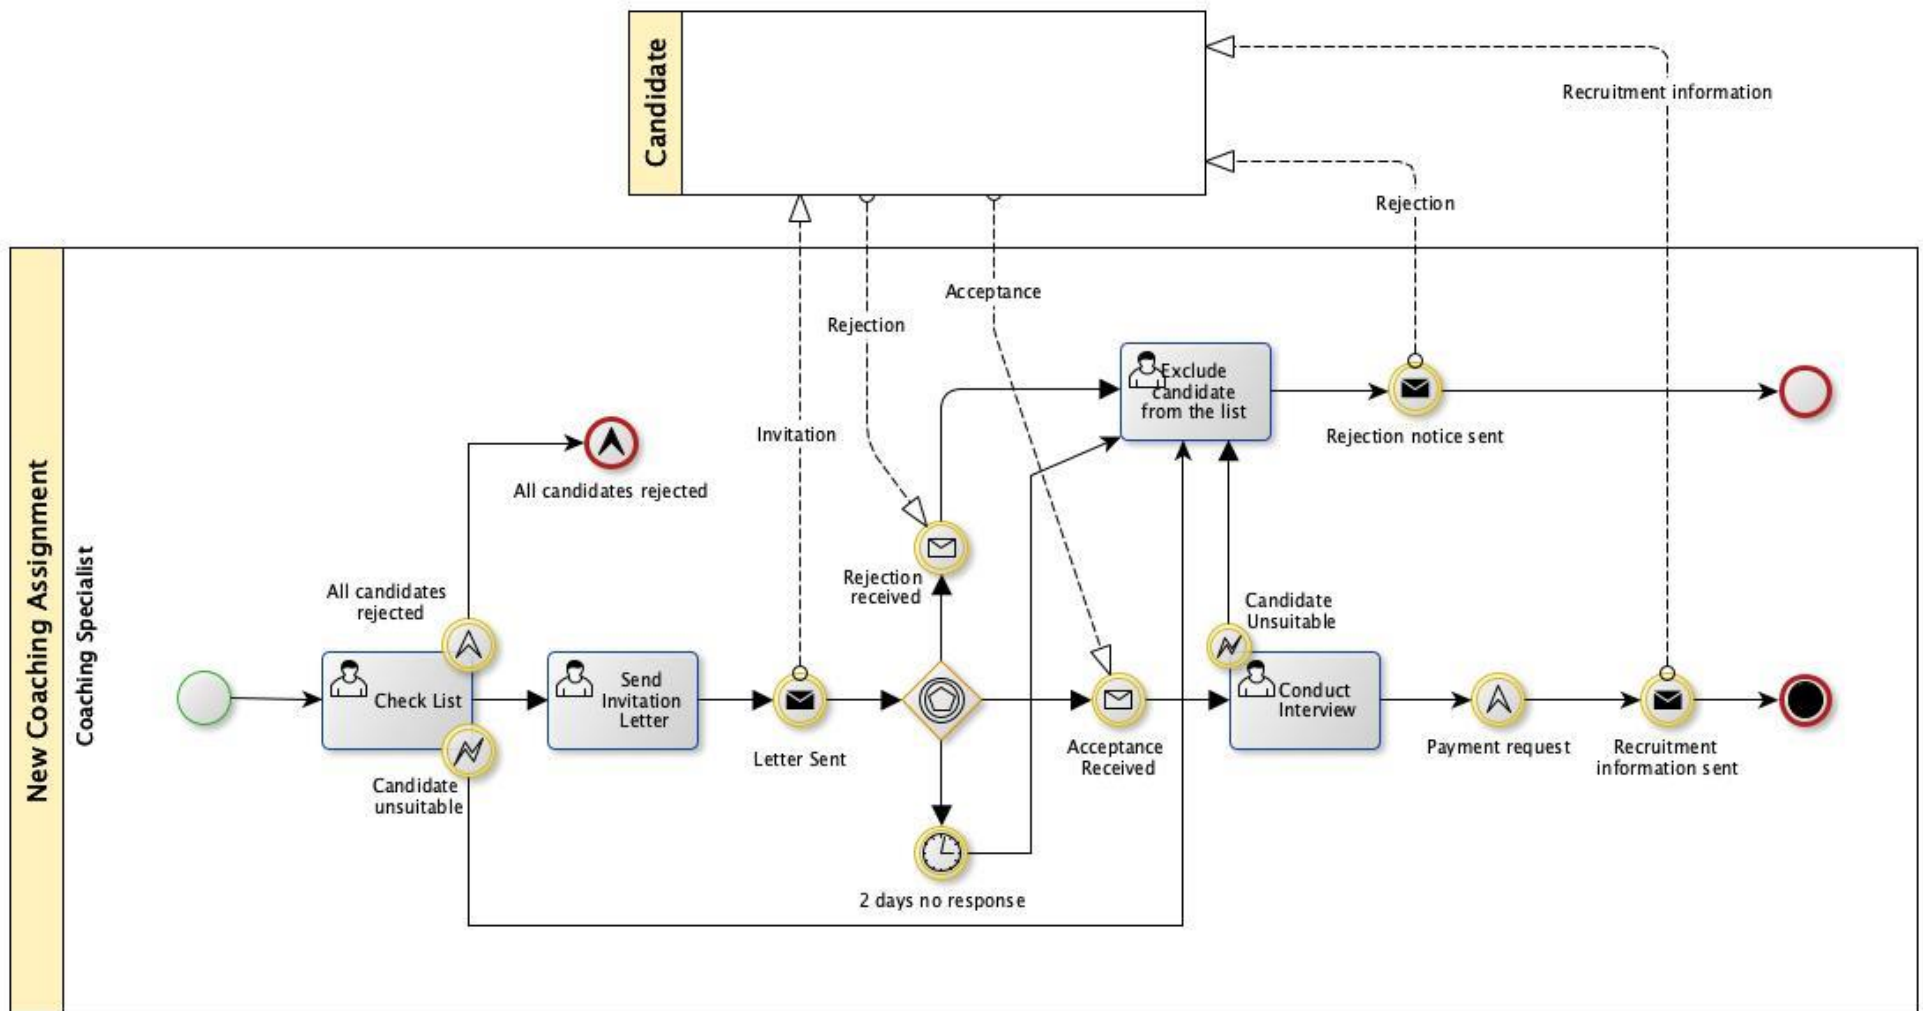 Candidate
Recruitment information
Rejection
Acceptance
Rejection
Invitation
New Coaching Assignment
Coaching Specialist
Exclude
candidate
from the list
Rejection notice sent
All candidates rejected
All candidates
rejected
Rejection
received
Candidate
Unsuitable
Check List
Send
Invitation
Letter
Conduct
Interview
Letter Sent
Acceptance
Received
Payment request
Recruitment
information sent
Candidate
unsuitable
2 days no response